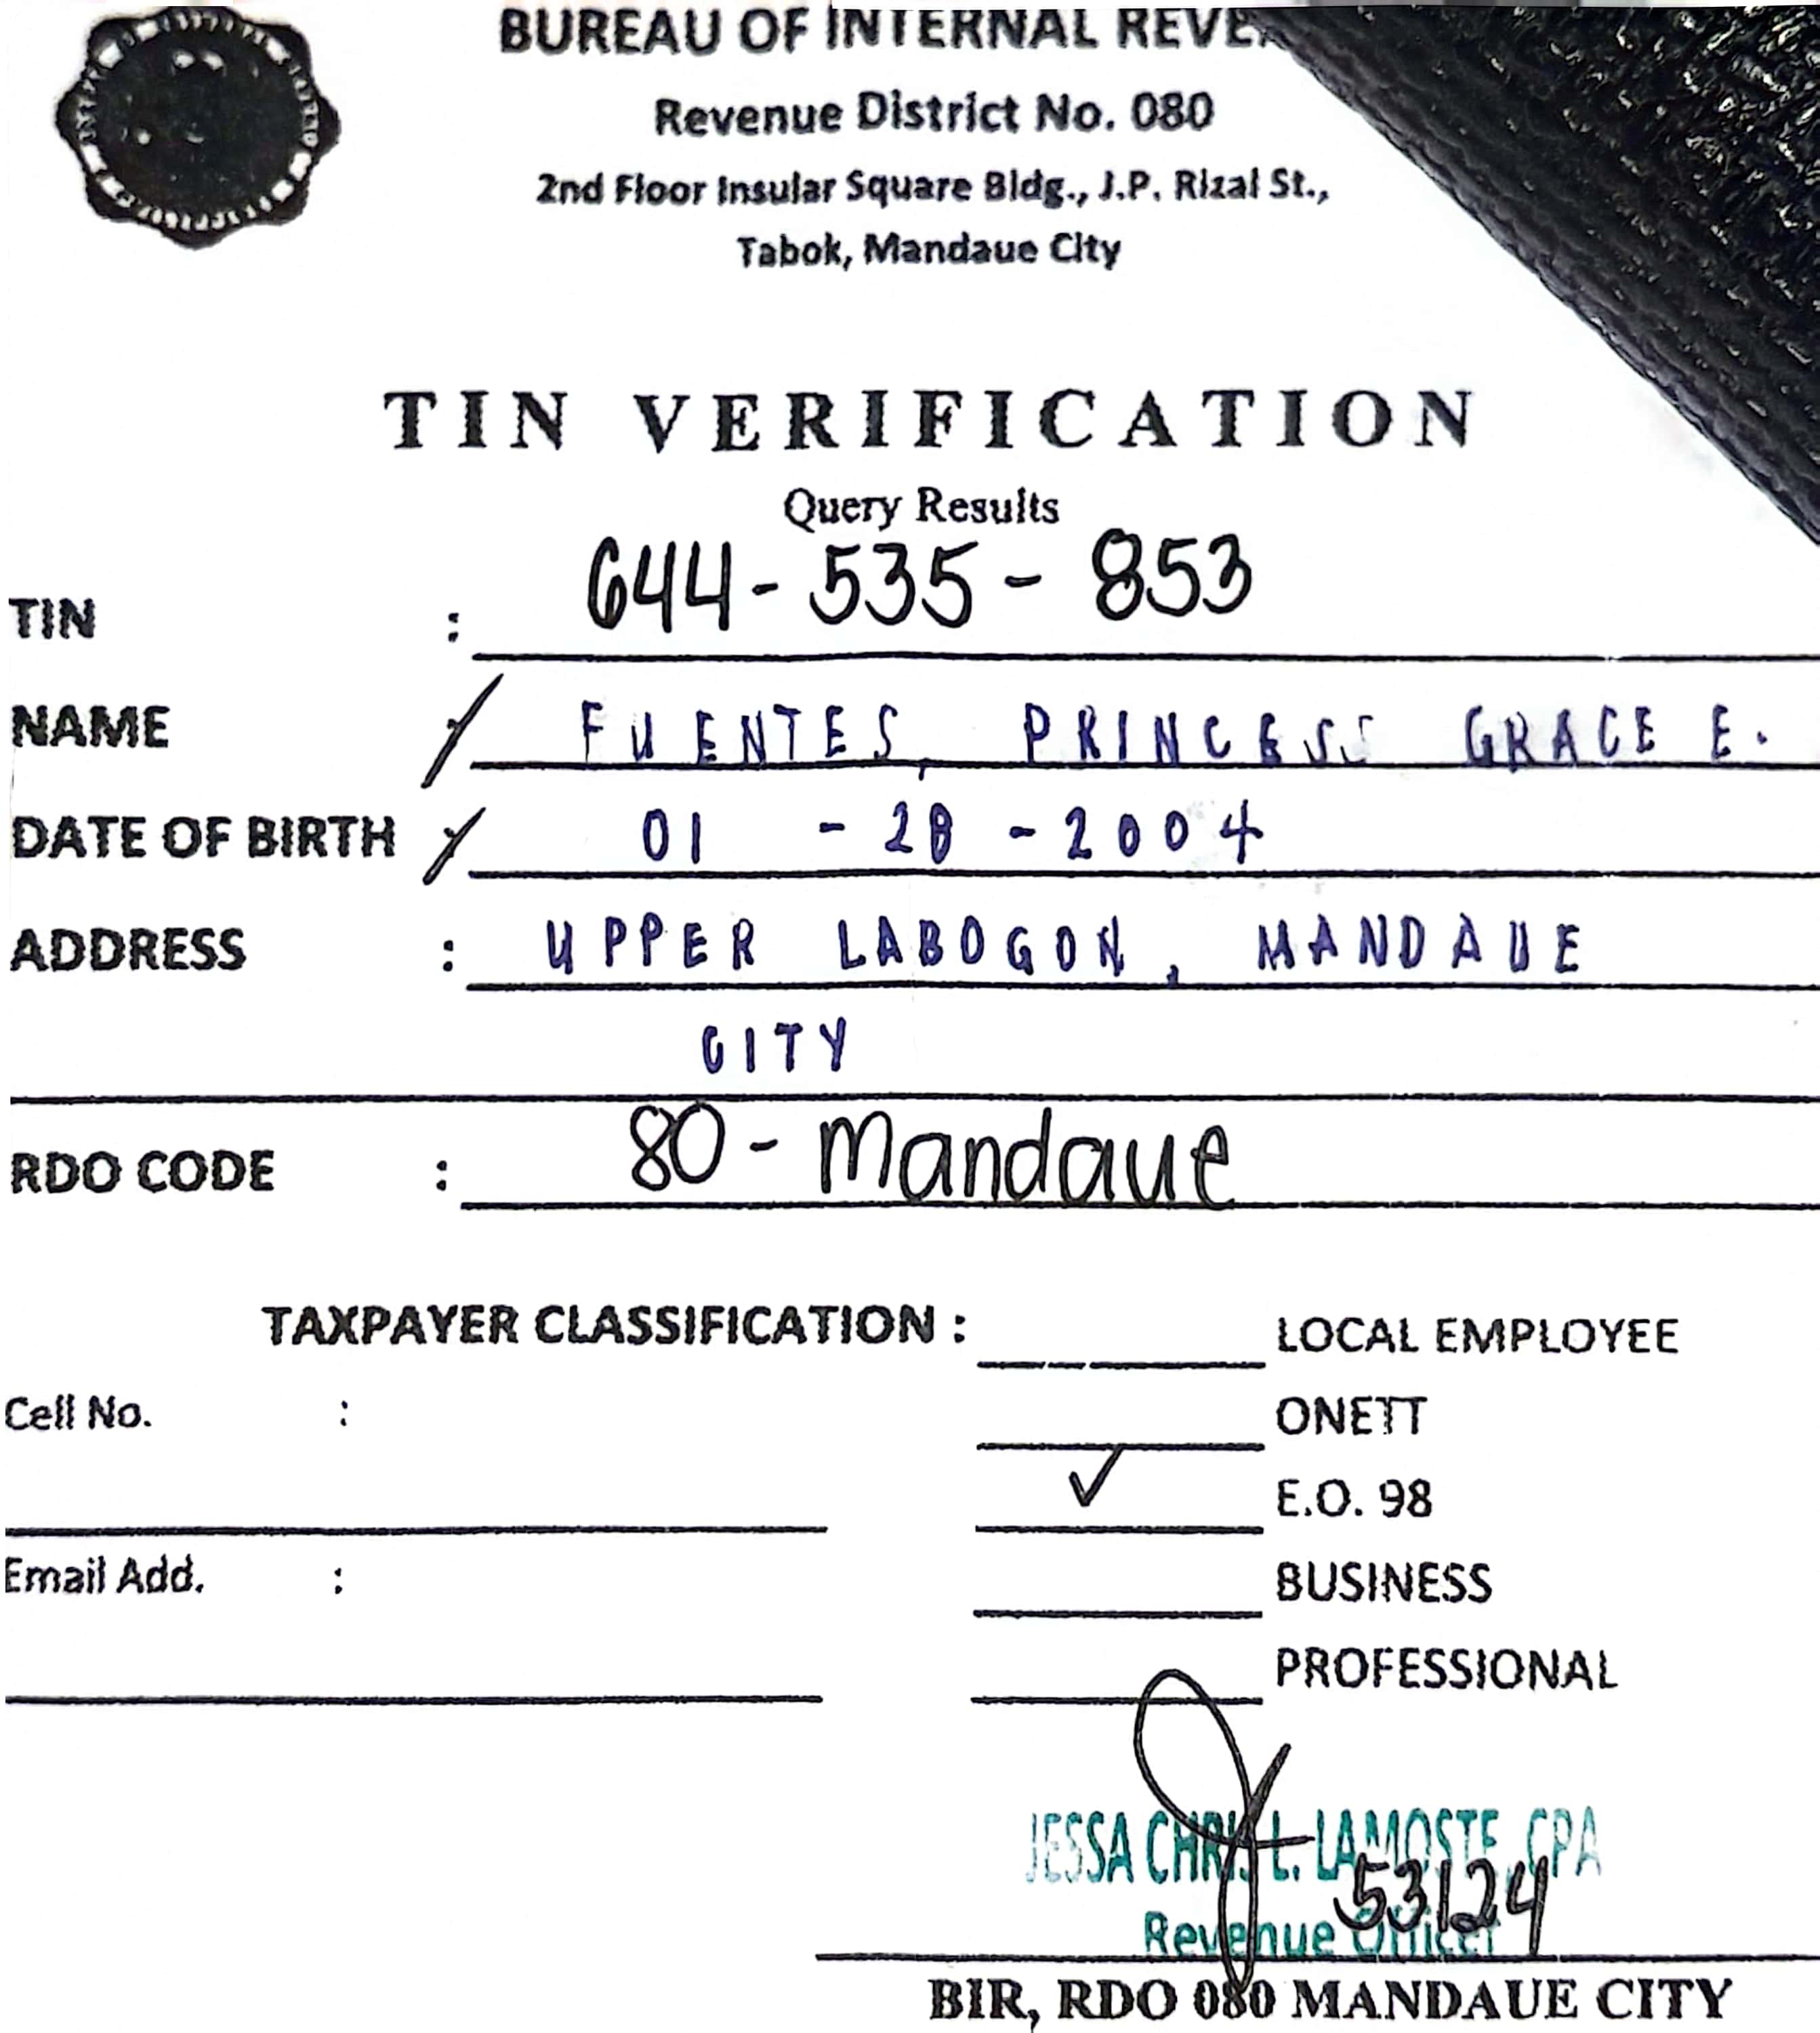 BUREAU OF INTERNAL REVE
Revenue District No. 080
2nd Floor Insular Square Bldg., J.P. Rizal St.,
Tabok, Mandaue City
TIN VERIFICATION
Query Results
TIN : 644-535-853
NAME : FUENTES, PRINCESS GRACE E.
DATE OF BIRTH : 01-28-2004
ADDRESS : UPPER LABOGON, MANDAUE
CITY
RDO CODE : 80-Mandaue
TAXPAYER CLASSIFICATION : LOCAL EMPLOYEE
Cell No. : ONETT
✓ E.O. 98
Email Add. : BUSINESS
PROFESSIONAL
JESSA CHRIS L. LAMOSTE, CPA
53124
Revenue Officer
BIR, RDO 080 MANDAUE CITY